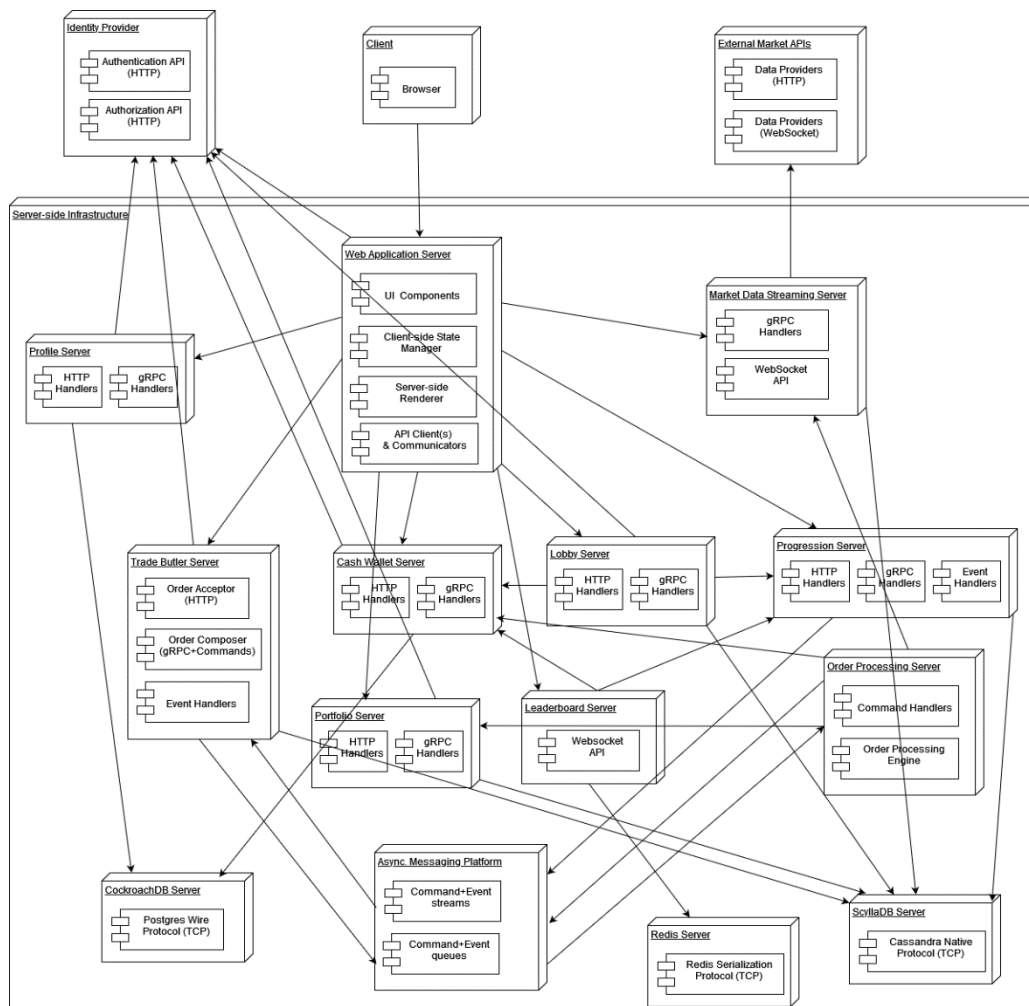 Identity Provider
Authentication API
(HTTP)
Authorization API
(HTTP)
Client
Browser
External Market APIs
Data Providers
(HTTP)
Data Providers
(WebSocket)
Server-side Infrastructure
Web Application Server
UI Components
Client-side State
Manager
Server-side
Renderer
API Client(s)
& Communicators
Market Data Streaming Server
gRPC
Handlers
WebSocket
API
Profile Server
HTTP
Handlers
gRPC
Handlers
Trade Butler Server
Order Acceptor
(HTTP)
Order Composer
(gRPC+Commands)
Event Handlers
Cash Wallet Server
HTTP
Handlers
gRPC
Handlers
Lobby Server
HTTP
Handlers
gRPC
Handlers
Progression Server
HTTP
Handlers
gRPC
Handlers
Event
Handlers
Order Processing Server
Command Handlers
Order Processing
Engine
Portfolio Server
HTTP
Handlers
gRPC
Handlers
Leaderboard Server
Websocket
API
CockroachDB Server
Postgres Wire
Protocol (TCP)
Async. Messaging Platform
Command+Event
streams
Command+Event
queues
Redis Server
Redis Serialization
Protocol (TCP)
ScyllaDB Server
Cassandra Native
Protocol (TCP)